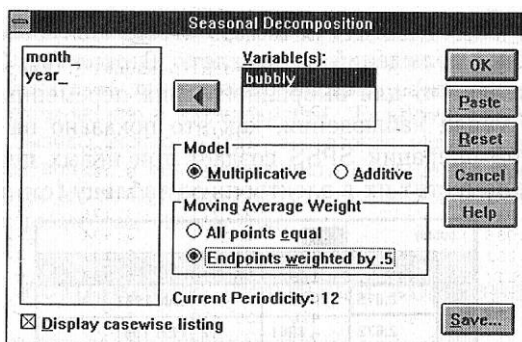 Seasonal Decomposition
month_
year_
Variable(s):
bubbly
Model
Multiplicative
Additive
Moving Average Weight
All points equal
Endpoints weighted by .5
Current Periodicity: 12
Display casewise listing
OK
Paste
Reset
Cancel
Help
Save...